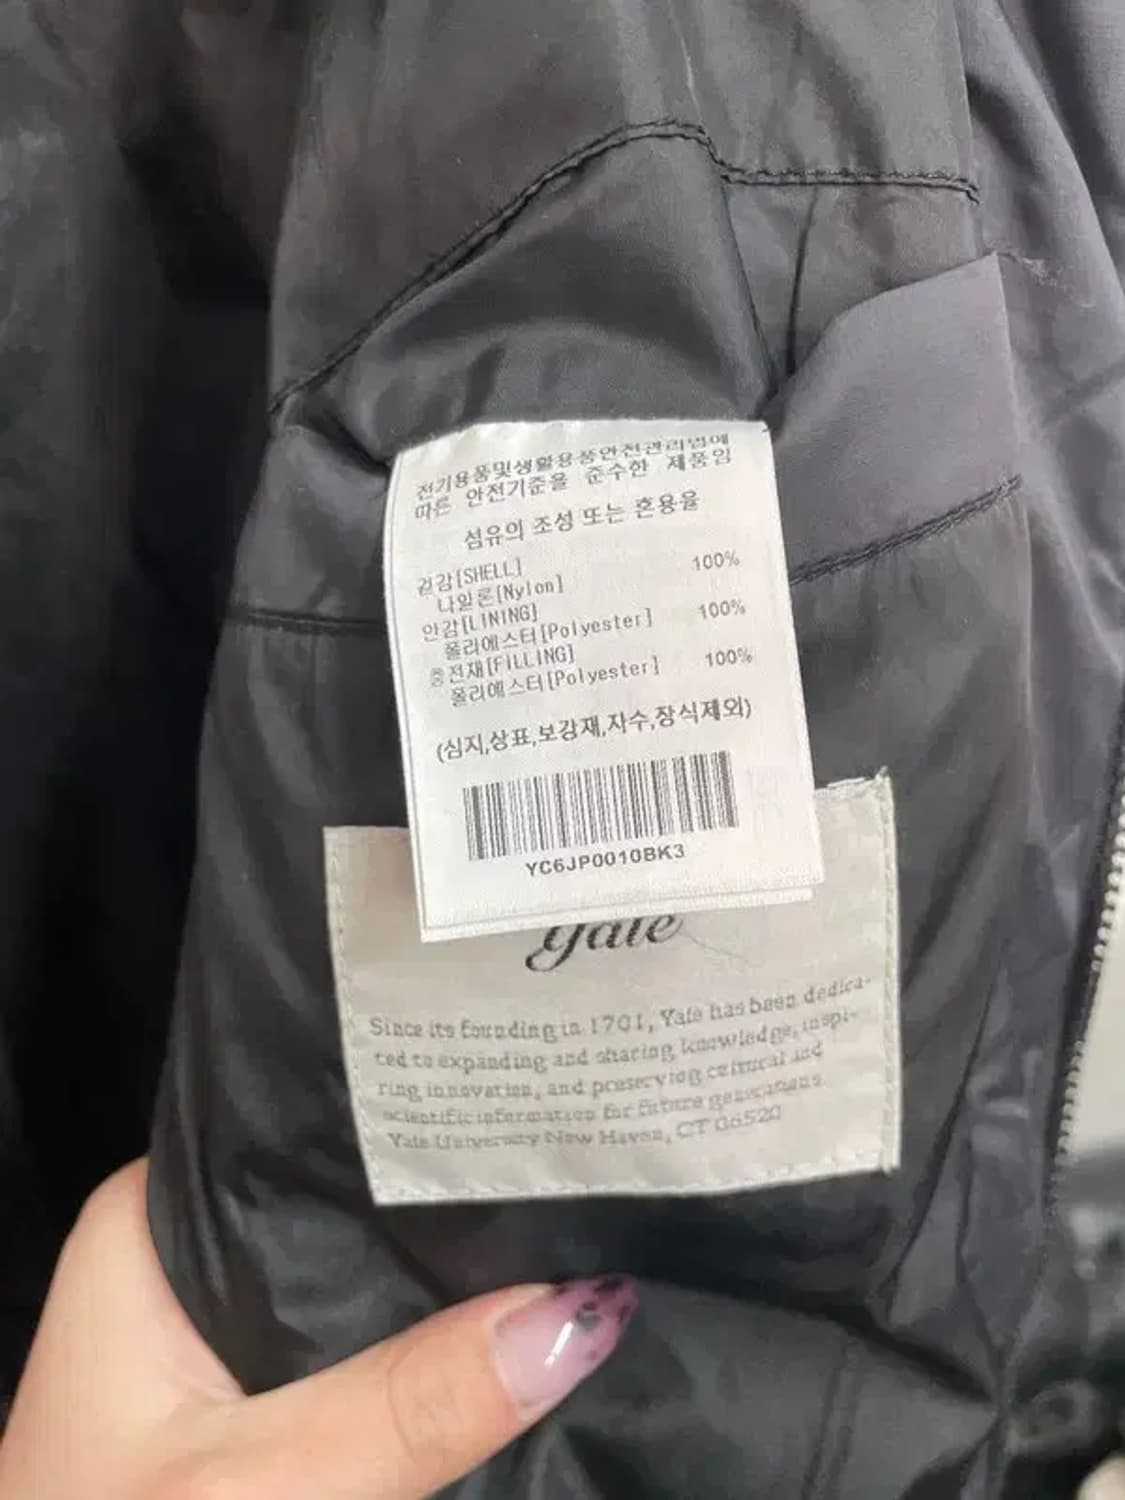 전기용품및생활용품안전관리법에
따른 안전기준을 준수한 제품임
섬유의 조성 또는 혼용율
겉감[SHELL]
나일론[Nylon] 100%
안감[LINING]
폴리에스터[Polyester] 100%
충전재[FILLING]
폴리에스터[Polyester] 100%
(심지,상표,보강재,자수,장식제외)
YC6JP0010BK3
Yale
Since its founding in 1701, Yale has been dedica-
ted to expanding and sharing knowledge, inspi-
ring innovation, and preserving cultural and
scientific information for future generations.
Yale University New Haven, CT 06520